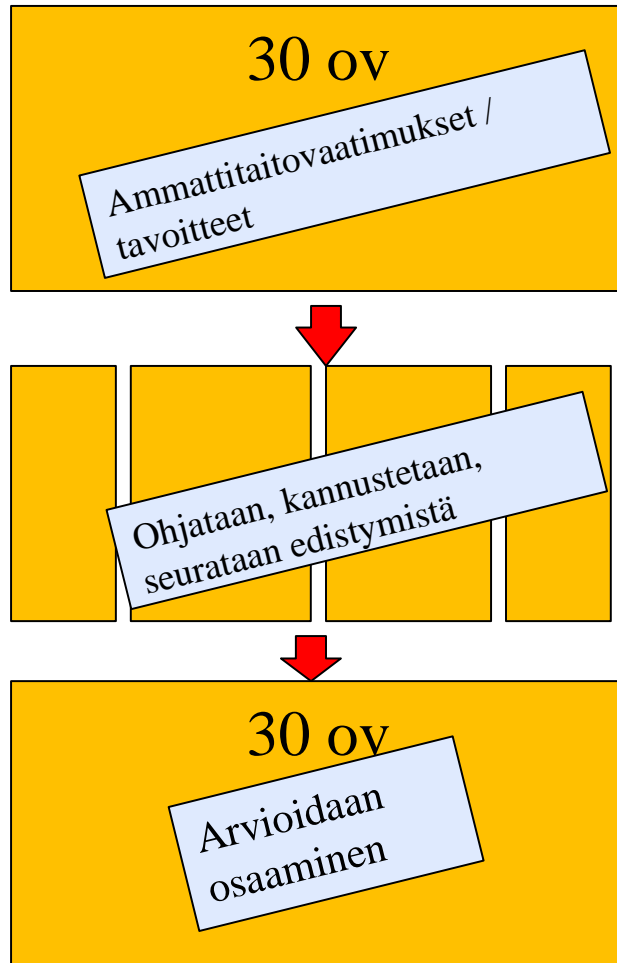 30 ov
Ammattitaitovaatimukset /
tavoitteet
Ohjataan, kannustetaan,
seurataan edistymistä
30 ov
Arvioidaan
osaaminen